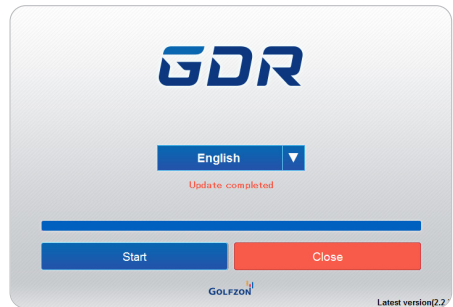 GDR
English
Update completed
Start
Close
GOLFZON
Latest version(2.2